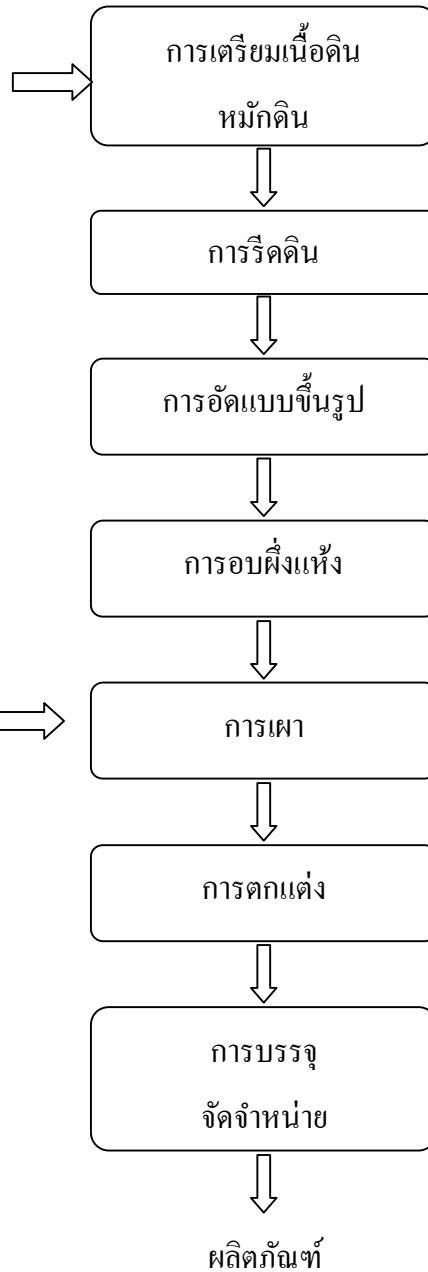 การเตรียมเนื้อดิน
หมักดิน
การรีดดิน
การอัดแบบขึ้นรูป
การอบผึ่งแห้ง
การเผา
การตกแต่ง
การบรรจุ
จัดจำหน่าย
ผลิตภัณฑ์